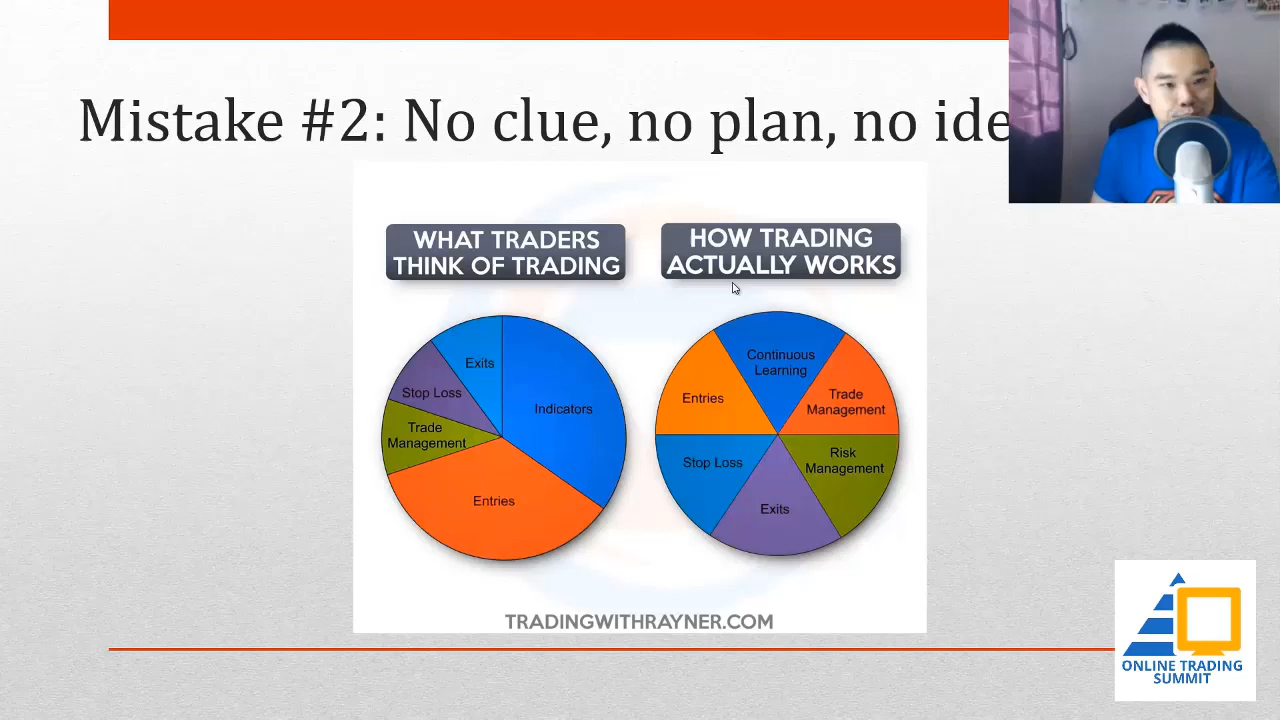 Mistake #2: No clue, no plan, no ide
WHAT TRADERS
THINK OF TRADING
HOW TRADING
ACTUALLY WORKS
Exits
Indicators
Stop Loss
Trade
Management
Entries
Continuous
Learning
Entries
Trade
Management
Stop Loss
Risk
Management
Exits
TRADINGWITHRAYNER.COM
ONLINE TRADING
SUMMIT